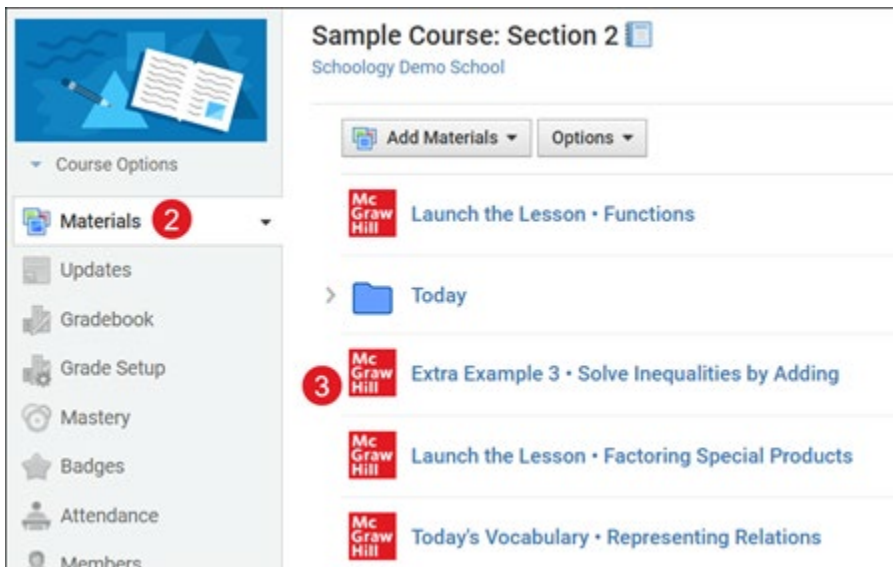 Sample Course: Section 2
Schoology Demo School
Add Materials
Options
Course Options
Materials 2
Updates
Gradebook
Grade Setup
Mastery
Badges
Attendance
Members
Mc
Graw
Hill
Launch the Lesson • Functions
Today
3
Mc
Graw
Hill
Extra Example 3 • Solve Inequalities by Adding
Mc
Graw
Hill
Launch the Lesson • Factoring Special Products
Mc
Graw
Hill
Today's Vocabulary • Representing Relations